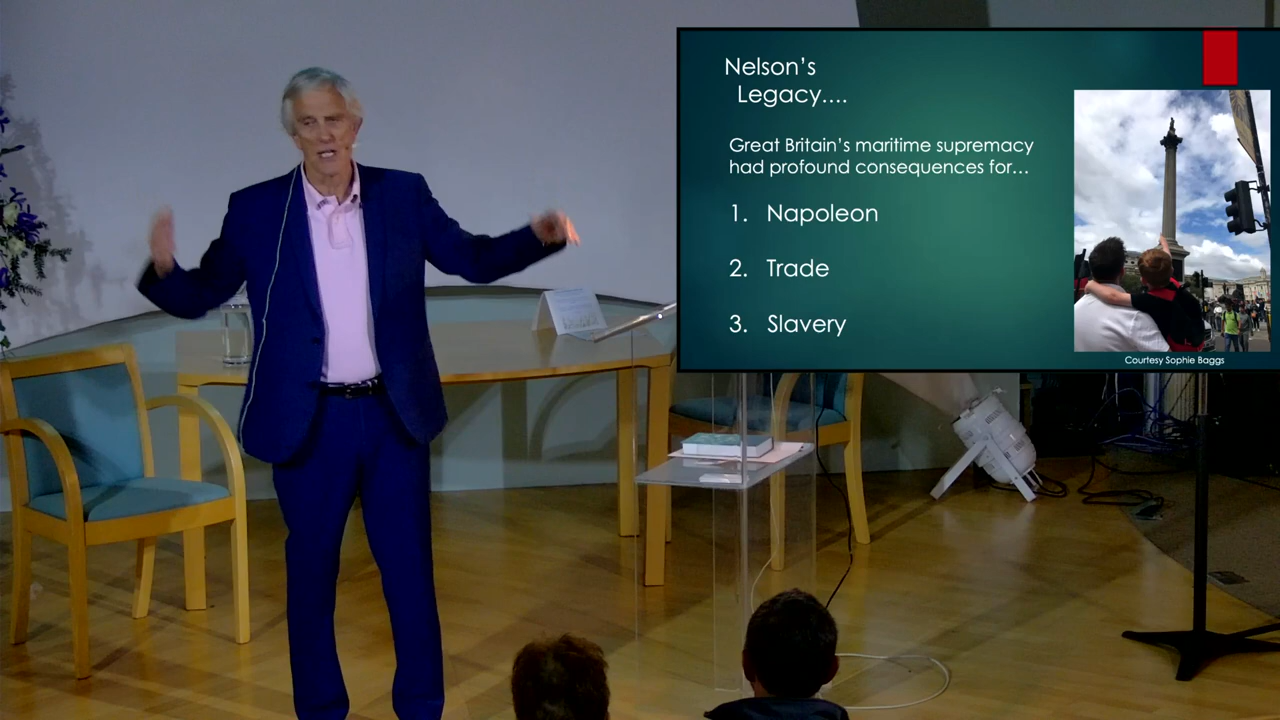 Nelson's
Legacy....
Great Britain's maritime supremacy
had profound consequences for...
1. Napoleon
2. Trade
3. Slavery
Courtesy Sophie Baggs